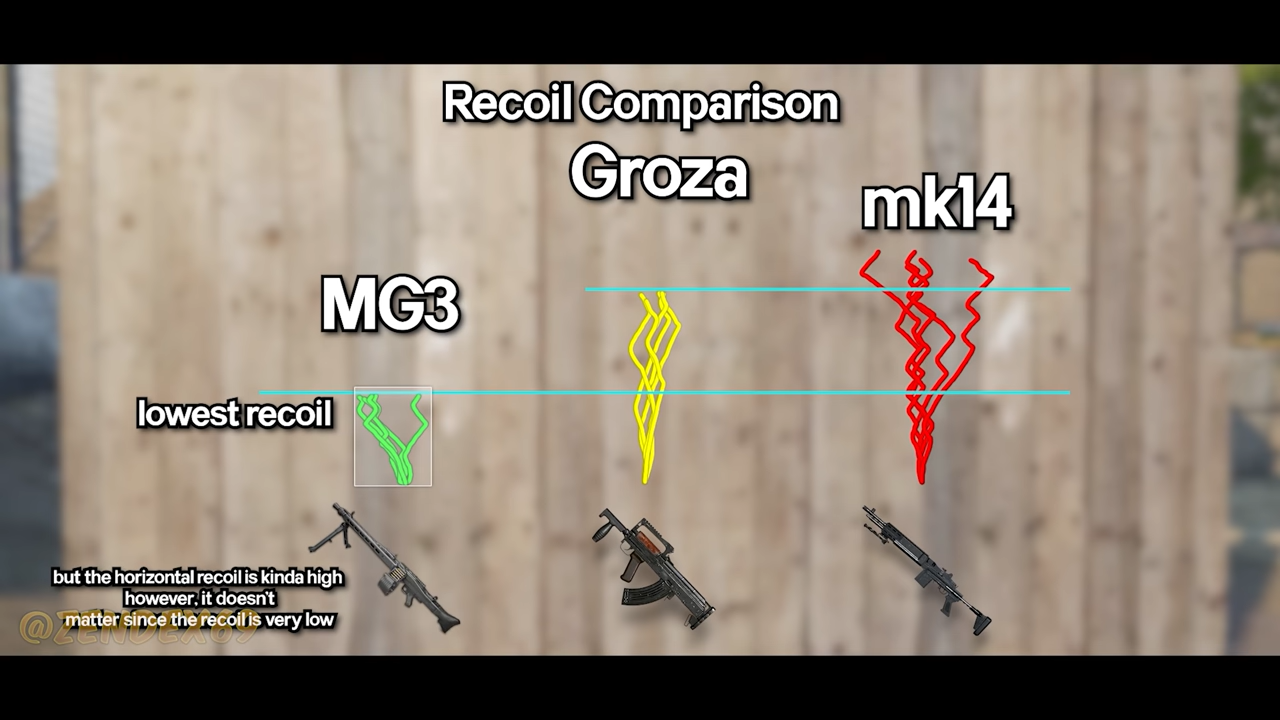 Recoil Comparison
Groza
mk14
MG3
lowest recoil
but the horizontal recoil is kinda high
however, it doesn't
matter since the recoil is very low
@ZENDEX69